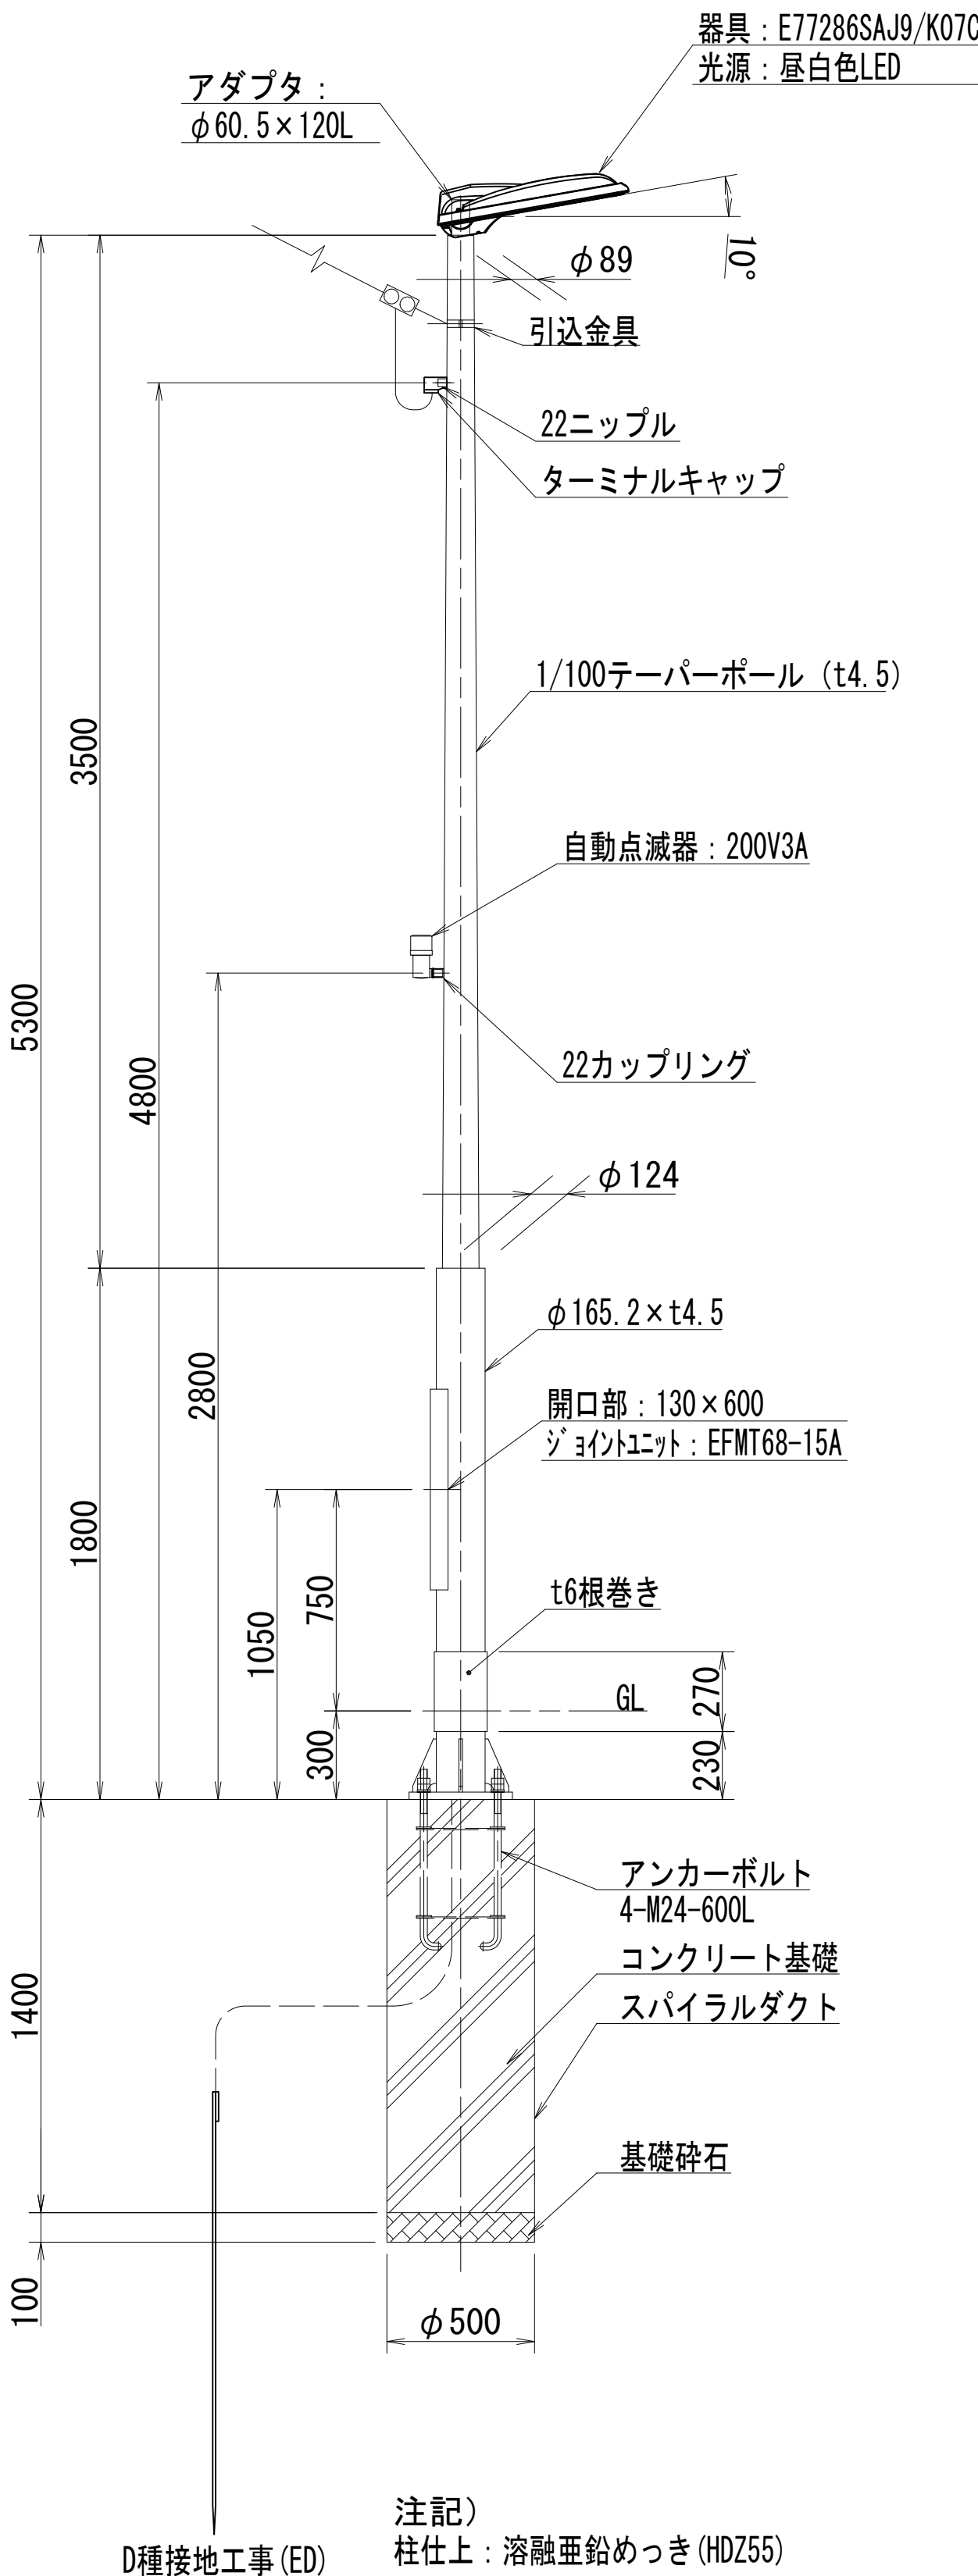 器具：E77286SAJ9/K07C
光源：昼白色LED
アダプタ：
φ60.5×120L
10°
φ89
引込金具
22ニップル
ターミナルキャップ
1/100テーパーポール（t4.5）
3500
自動点滅器：200V3A
5300
4800
22カップリング
φ124
φ165.2×t4.5
2800
開口部：130×600
ジョイントユニット：EFMT68-15A
1800
750
1050
t6根巻き
GL
270
300
230
アンカーボルト
4-M24-600L
コンクリート基礎
スパイラルダクト
1400
基礎砕石
100
φ500
注記）
柱仕上：溶融亜鉛めっき(HDZ55)
D種接地工事(ED)